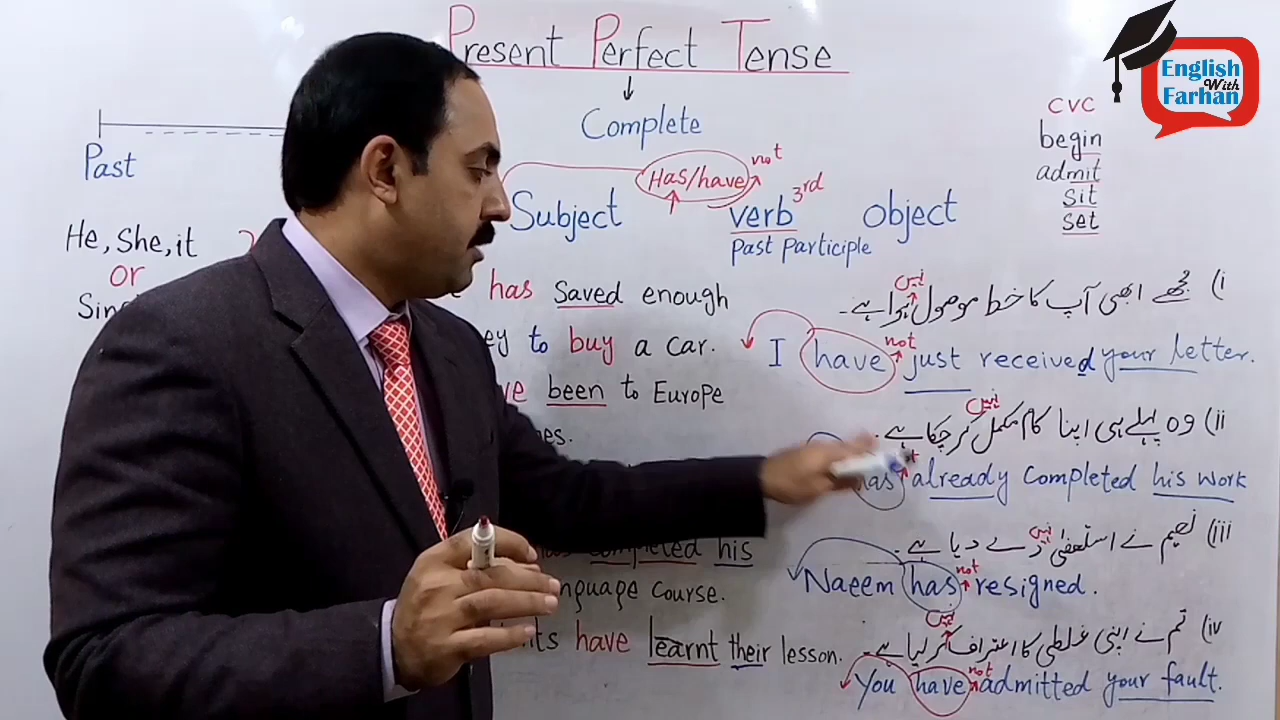 Present Perfect Tense
Complete
Past
Has/have not
Subject verb 3rd object
past participle
He, She, it
or
CVC
begin
admit
sit
set
English
With
Farhan
has saved enough
to buy a car.
been to Europe
completed his
course.
have learnt their lesson.
i) مجھے ابھی آپ کا خط موصول نہیں ہوا ہے۔
I have not just received your letter.
ii) وہ پہلے ہی اپنا کام مکمل نہیں کر چکا ہے۔
has already completed his work
iii) نعیم نے استعفیٰ نہیں دے دیا ہے۔
Naeem has not resigned.
iv) تم نے اپنی غلطی کا اعتراف نہیں کر لیا ہے۔
You have not admitted your fault.